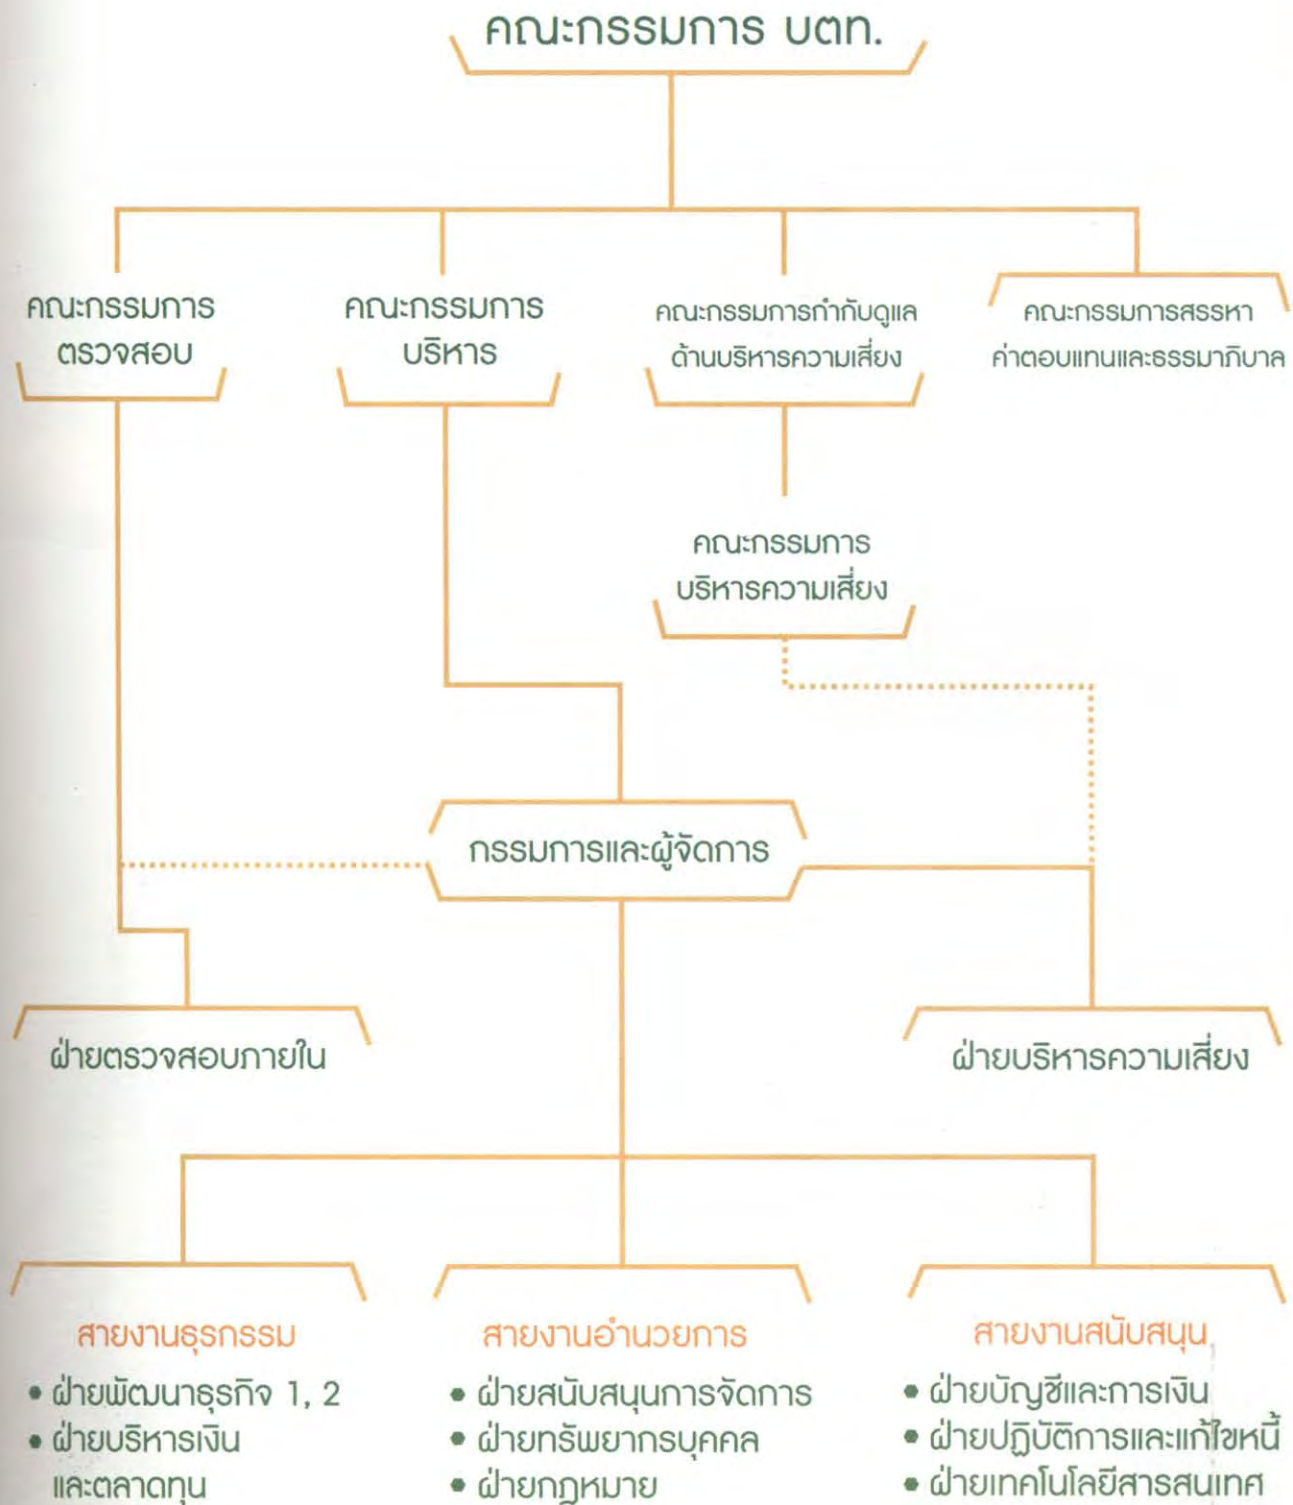 คณะกรรมการ บตท.
คณะกรรมการ
ตรวจสอบ
คณะกรรมการ
บริหาร
คณะกรรมการกำกับดูแล
ด้านบริหารความเสี่ยง
คณะกรรมการสรรหา
ค่าตอบแทนและธรรมาภิบาล
คณะกรรมการ
บริหารความเสี่ยง
กรรมการและผู้จัดการ
ฝ่ายตรวจสอบภายใน
ฝ่ายบริหารความเสี่ยง
สายงานธุรกรรม
• ฝ่ายพัฒนาธุรกิจ 1, 2
• ฝ่ายบริหารเงิน
และตลาดทุน
สายงานอำนวยการ
• ฝ่ายสนับสนุนการจัดการ
• ฝ่ายทรัพยากรบุคคล
• ฝ่ายกฎหมาย
สายงานสนับสนุน
• ฝ่ายบัญชีและการเงิน
• ฝ่ายปฏิบัติการและแก้ไขหนี้
• ฝ่ายเทคโนโลยีสารสนเทศ